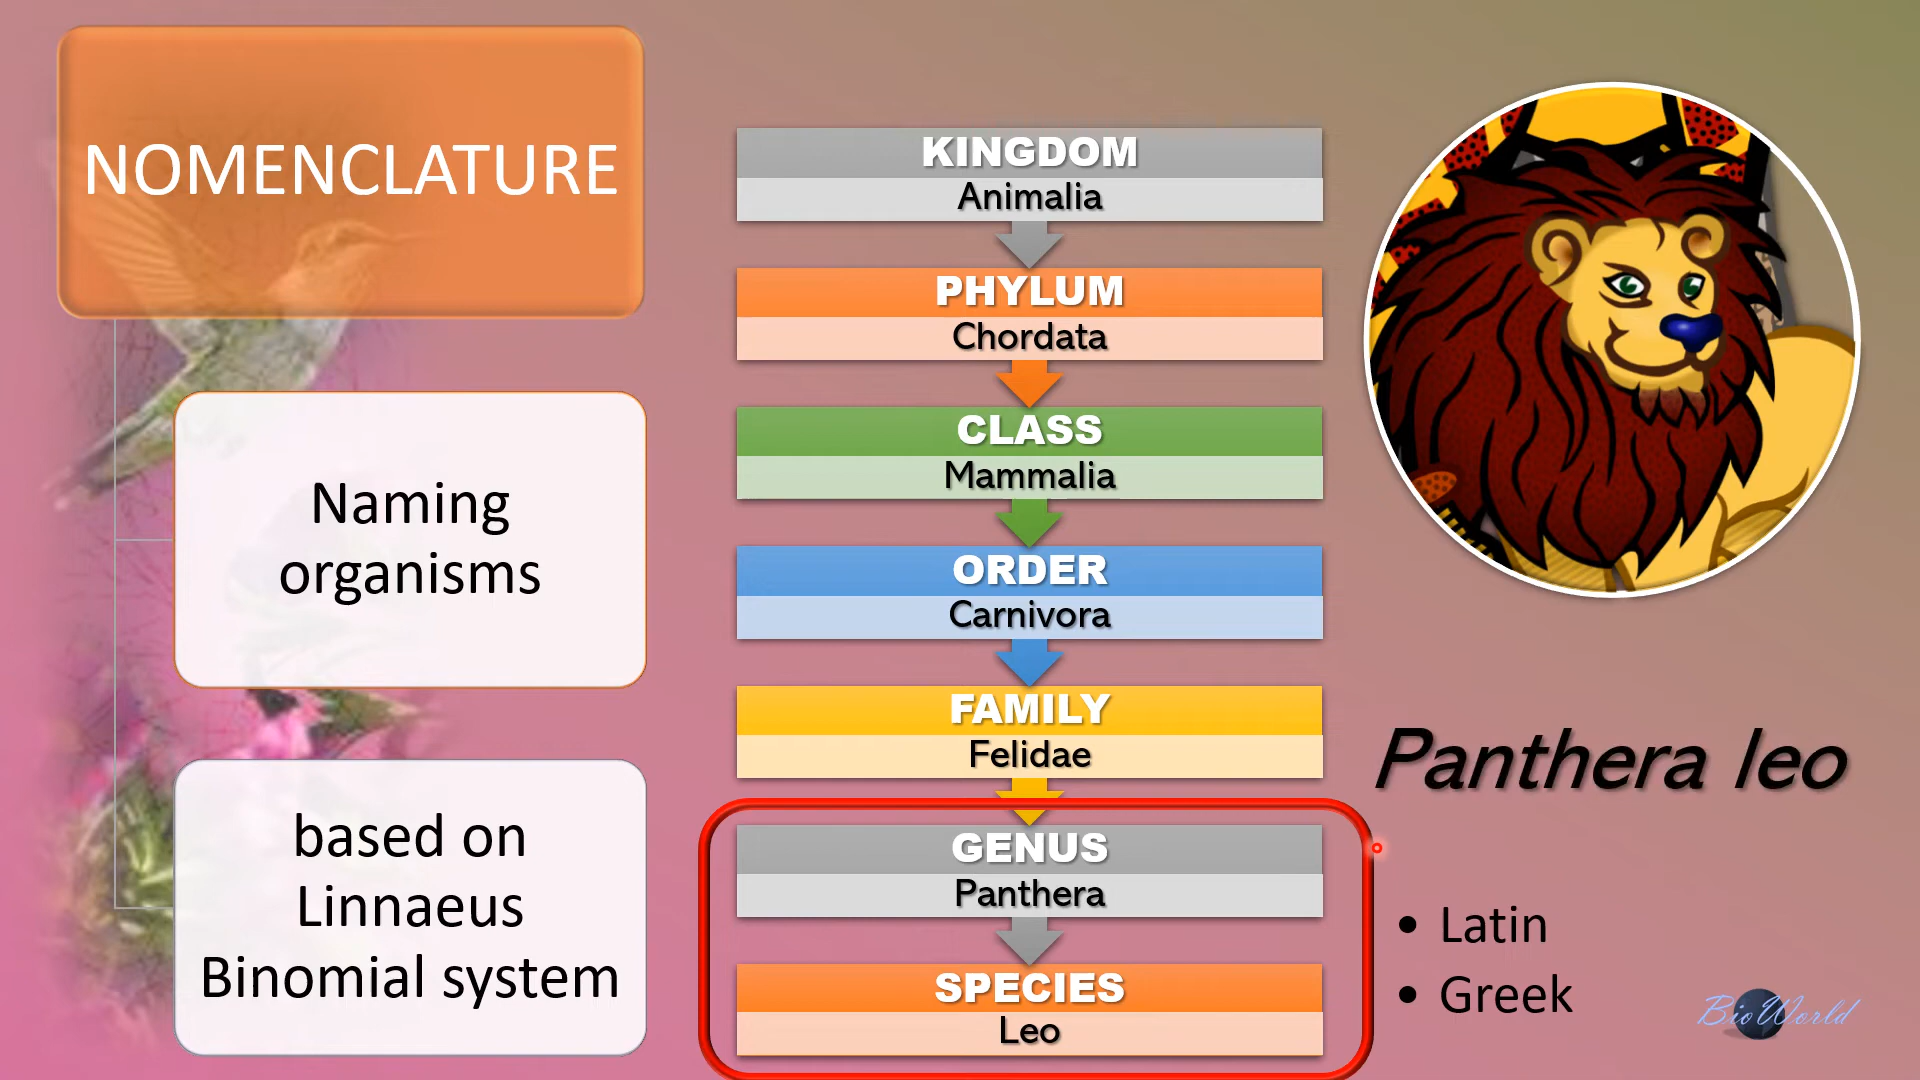 NOMENCLATURE
Naming
organisms
based on
Linnaeus
Binomial system
KINGDOM
Animalia
PHYLUM
Chordata
CLASS
Mammalia
ORDER
Carnivora
FAMILY
Felidae
GENUS
Panthera
SPECIES
Leo
Panthera leo
• Latin
• Greek
BioWorld